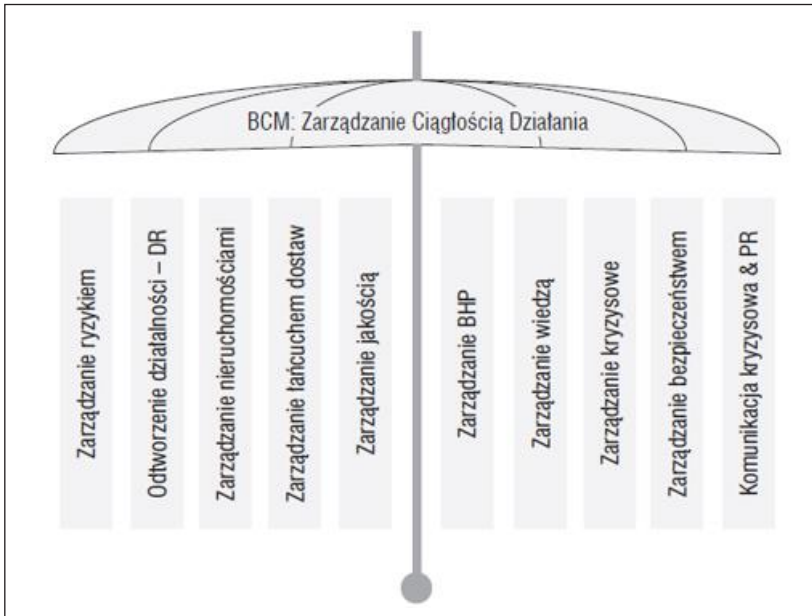 BCM: Zarządzanie Ciągłością Działania
Zarządzanie ryzykiem
Odtworzenie działalności – DR
Zarządzanie nieruchomościami
Zarządzanie łańcuchem dostaw
Zarządzanie jakością
Zarządzanie BHP
Zarządzanie wiedzą
Zarządzanie kryzysowe
Zarządzanie bezpieczeństwem
Komunikacja kryzysowa & PR